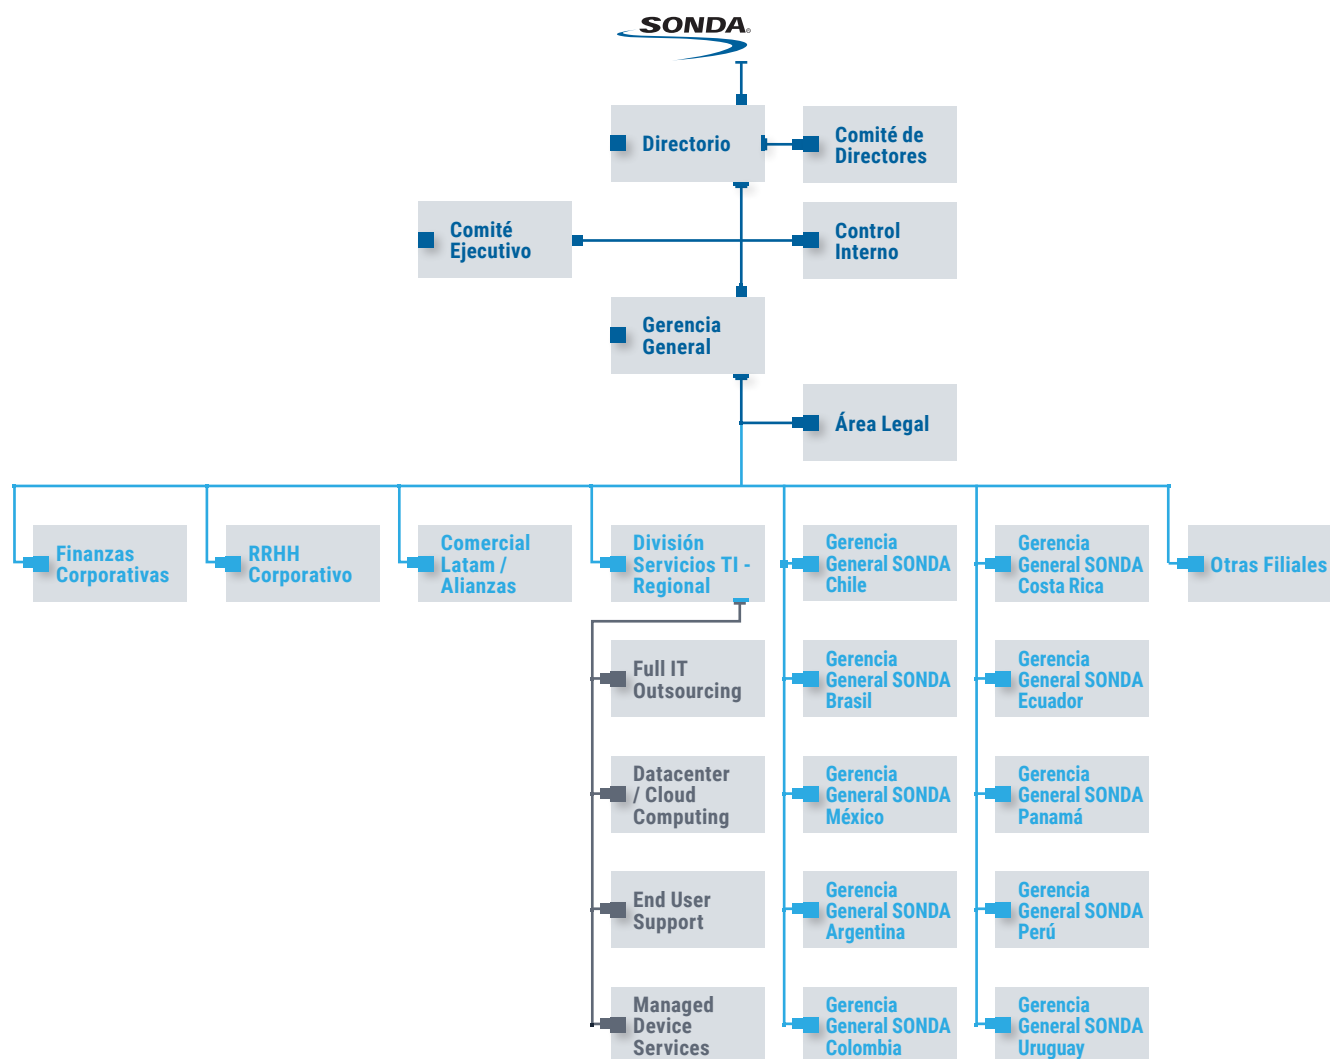 SONDA®
Directorio
Comité de
Directores
Comité
Ejecutivo
Control
Interno
Gerencia
General
Área Legal
Finanzas
Corporativas
RRHH
Corporativo
Comercial
Latam /
Alianzas
División
Servicios TI -
Regional
Gerencia
General SONDA
Chile
Gerencia
General SONDA
Costa Rica
Otras Filiales
Full IT
Outsourcing
Gerencia
General SONDA
Brasil
Gerencia
General SONDA
Ecuador
Datacenter
/ Cloud
Computing
Gerencia
General SONDA
México
Gerencia
General SONDA
Panamá
End User
Support
Gerencia
General SONDA
Argentina
Gerencia
General SONDA
Perú
Managed
Device
Services
Gerencia
General SONDA
Colombia
Gerencia
General SONDA
Uruguay